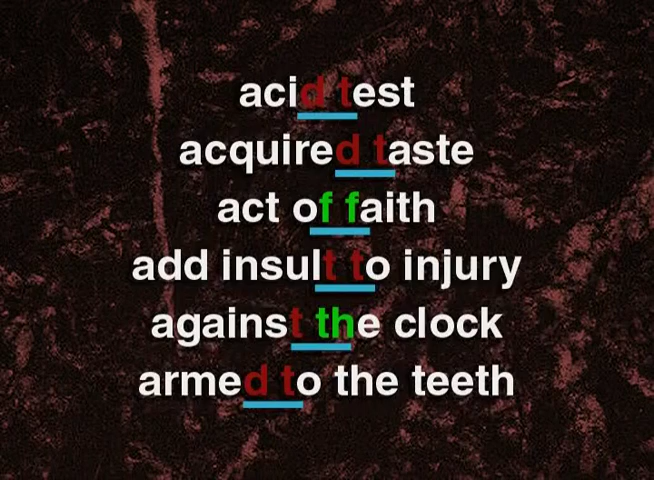 acid test
acquired taste
act of faith
add insult to injury
against the clock
armed to the teeth